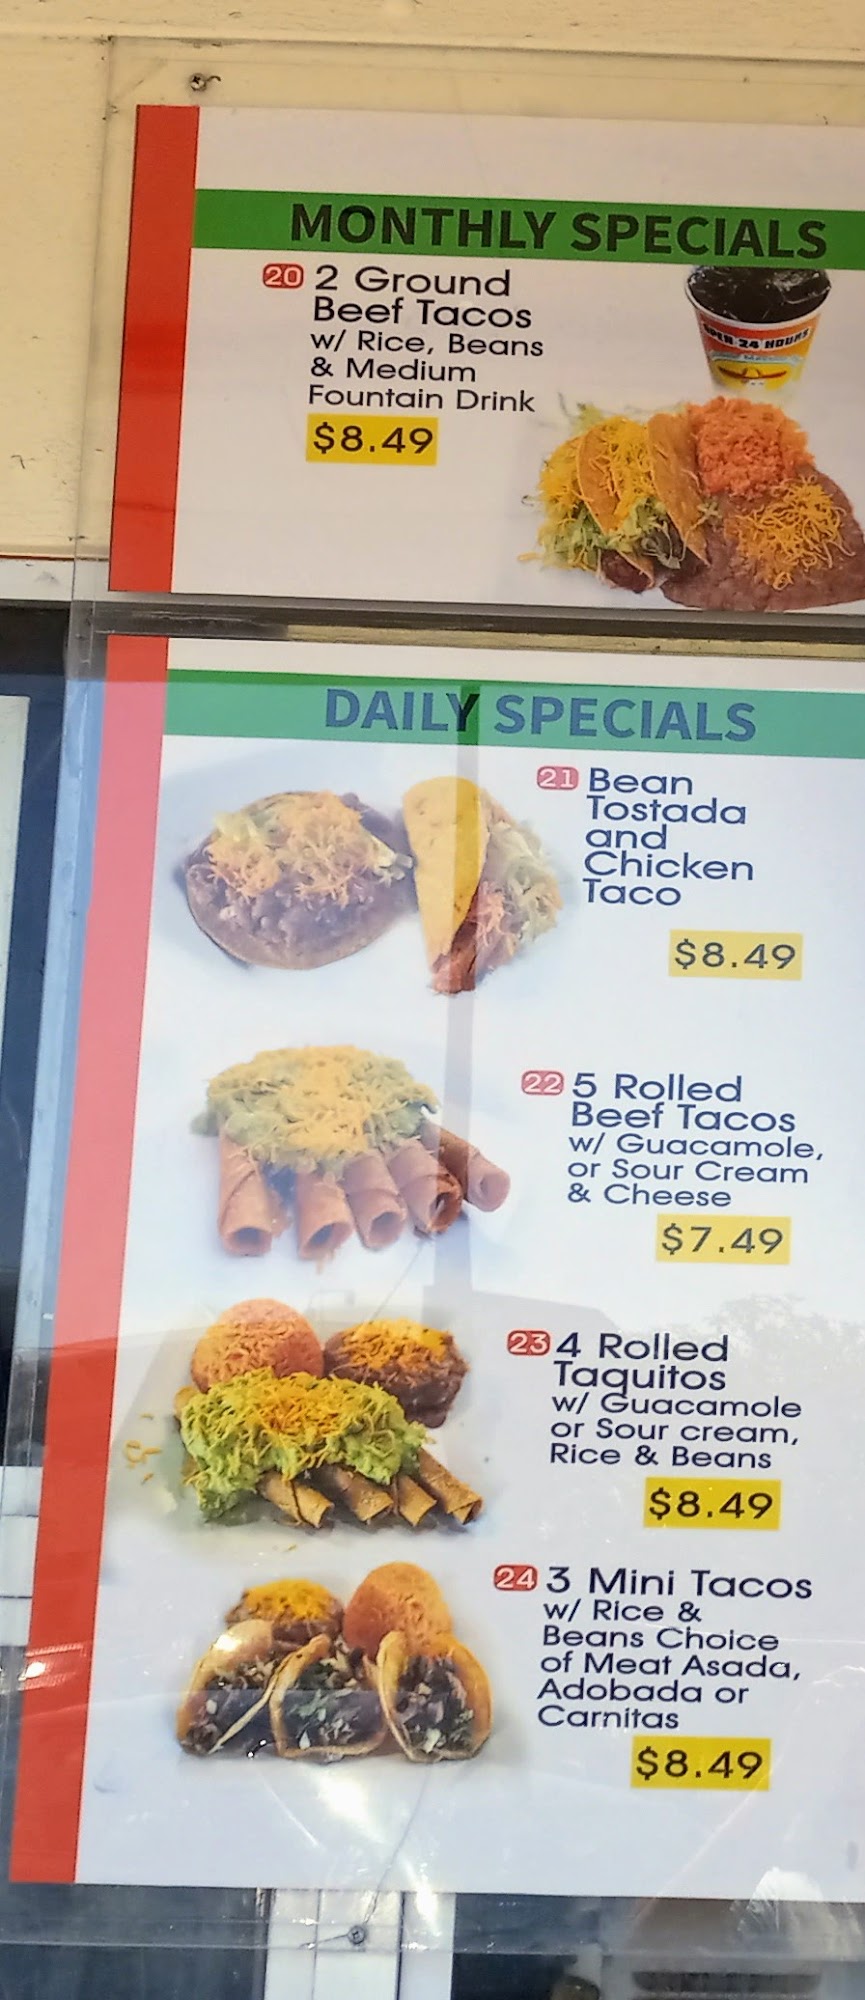 MONTHLY SPECIALS
20 2 Ground
Beef Tacos
w/ Rice, Beans
& Medium
Fountain Drink
$8.49
OPEN 24 HOURS
DAILY SPECIALS
21 Bean
Tostada
and
Chicken
Taco
$8.49
22 5 Rolled
Beef Tacos
w/ Guacamole,
or Sour Cream
& Cheese
$7.49
23 4 Rolled
Taquitos
w/ Guacamole
or Sour cream,
Rice & Beans
$8.49
24 3 Mini Tacos
w/ Rice &
Beans Choice
of Meat Asada,
Adobada or
Carnitas
$8.49